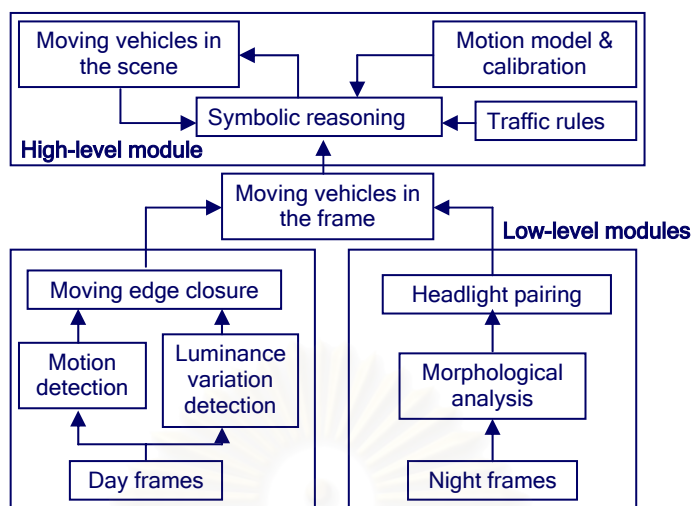 Moving vehicles in
the scene
Motion model &
calibration
Symbolic reasoning
Traffic rules
High-level module
Moving vehicles in
the frame
Low-level modules
Moving edge closure
Headlight pairing
Motion
detection
Luminance
variation
detection
Morphological
analysis
Day frames
Night frames